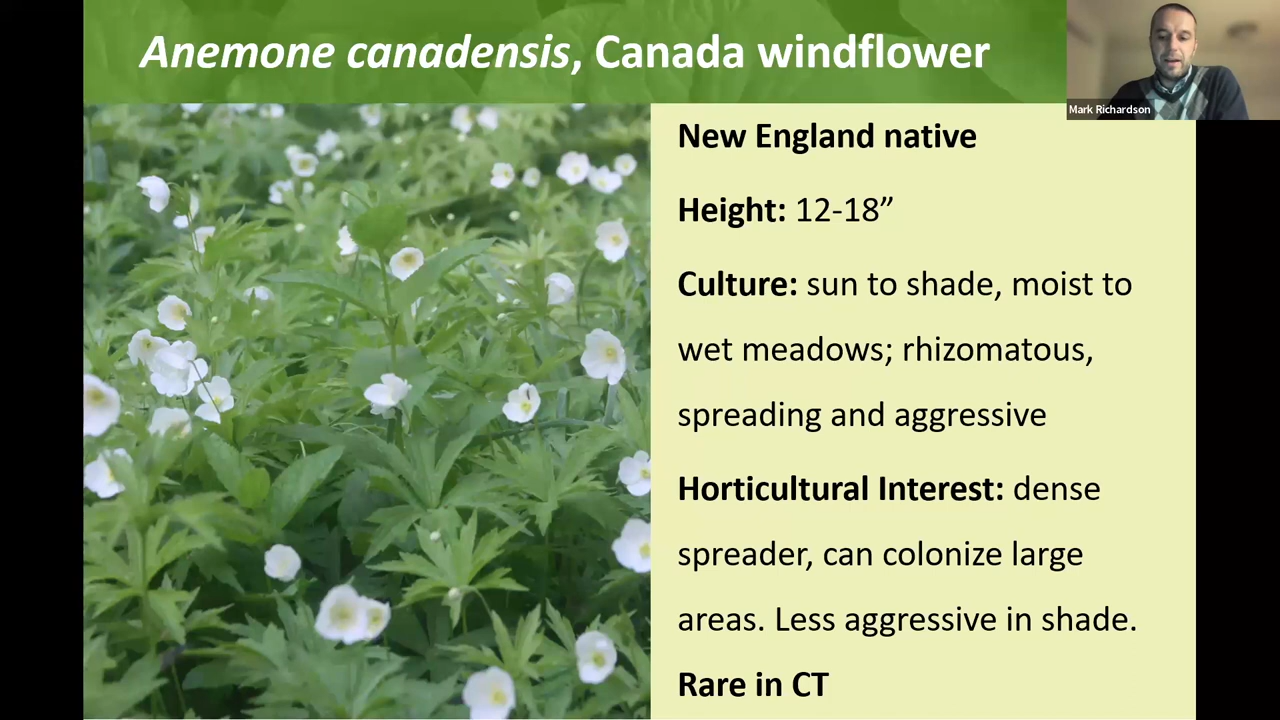 Anemone canadensis, Canada windflower
Mark Richardson
New England native
Height: 12-18”
Culture: sun to shade, moist to
wet meadows; rhizomatous,
spreading and aggressive
Horticultural Interest: dense
spreader, can colonize large
areas. Less aggressive in shade.
Rare in CT